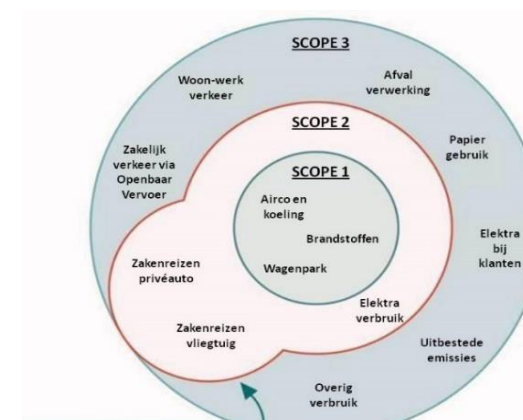 SCOPE 3
Woon-werk
verkeer
Afval
verwerking
SCOPE 2
Papier
gebruik
Zakelijk
verkeer via
Openbaar
Vervoer
SCOPE 1
Airco en
koeling
Brandstoffen
Wagenpark
Elektra
bij
klanten
Zakenreizen
privéauto
Elektra
verbruik
Zakenreizen
vliegtuig
Uitbestede
emissies
Overig
verbruik